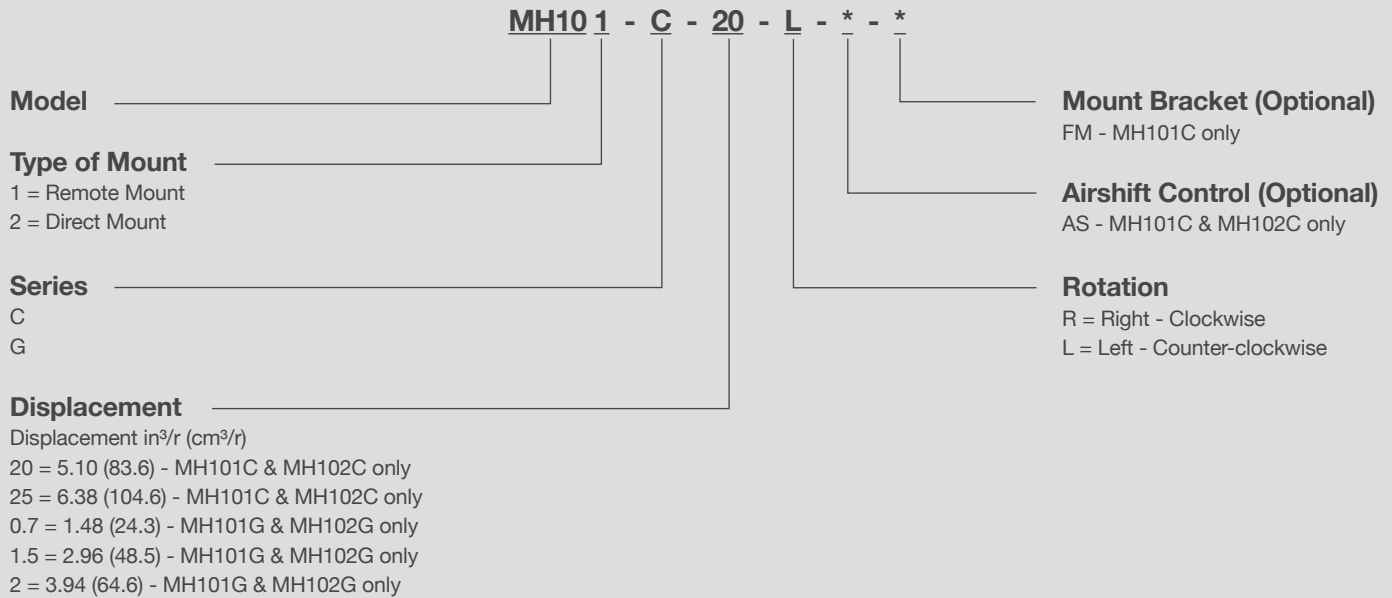 MH10 1 - C - 20 - L - * - *
Model
Type of Mount
1 = Remote Mount
2 = Direct Mount
Series
C
G
Displacement
Displacement in³/r (cm³/r)
20 = 5.10 (83.6) - MH101C & MH102C only
25 = 6.38 (104.6) - MH101C & MH102C only
0.7 = 1.48 (24.3) - MH101G & MH102G only
1.5 = 2.96 (48.5) - MH101G & MH102G only
2 = 3.94 (64.6) - MH101G & MH102G only
Mount Bracket (Optional)
FM - MH101C only
Airshift Control (Optional)
AS - MH101C & MH102C only
Rotation
R = Right - Clockwise
L = Left - Counter-clockwise